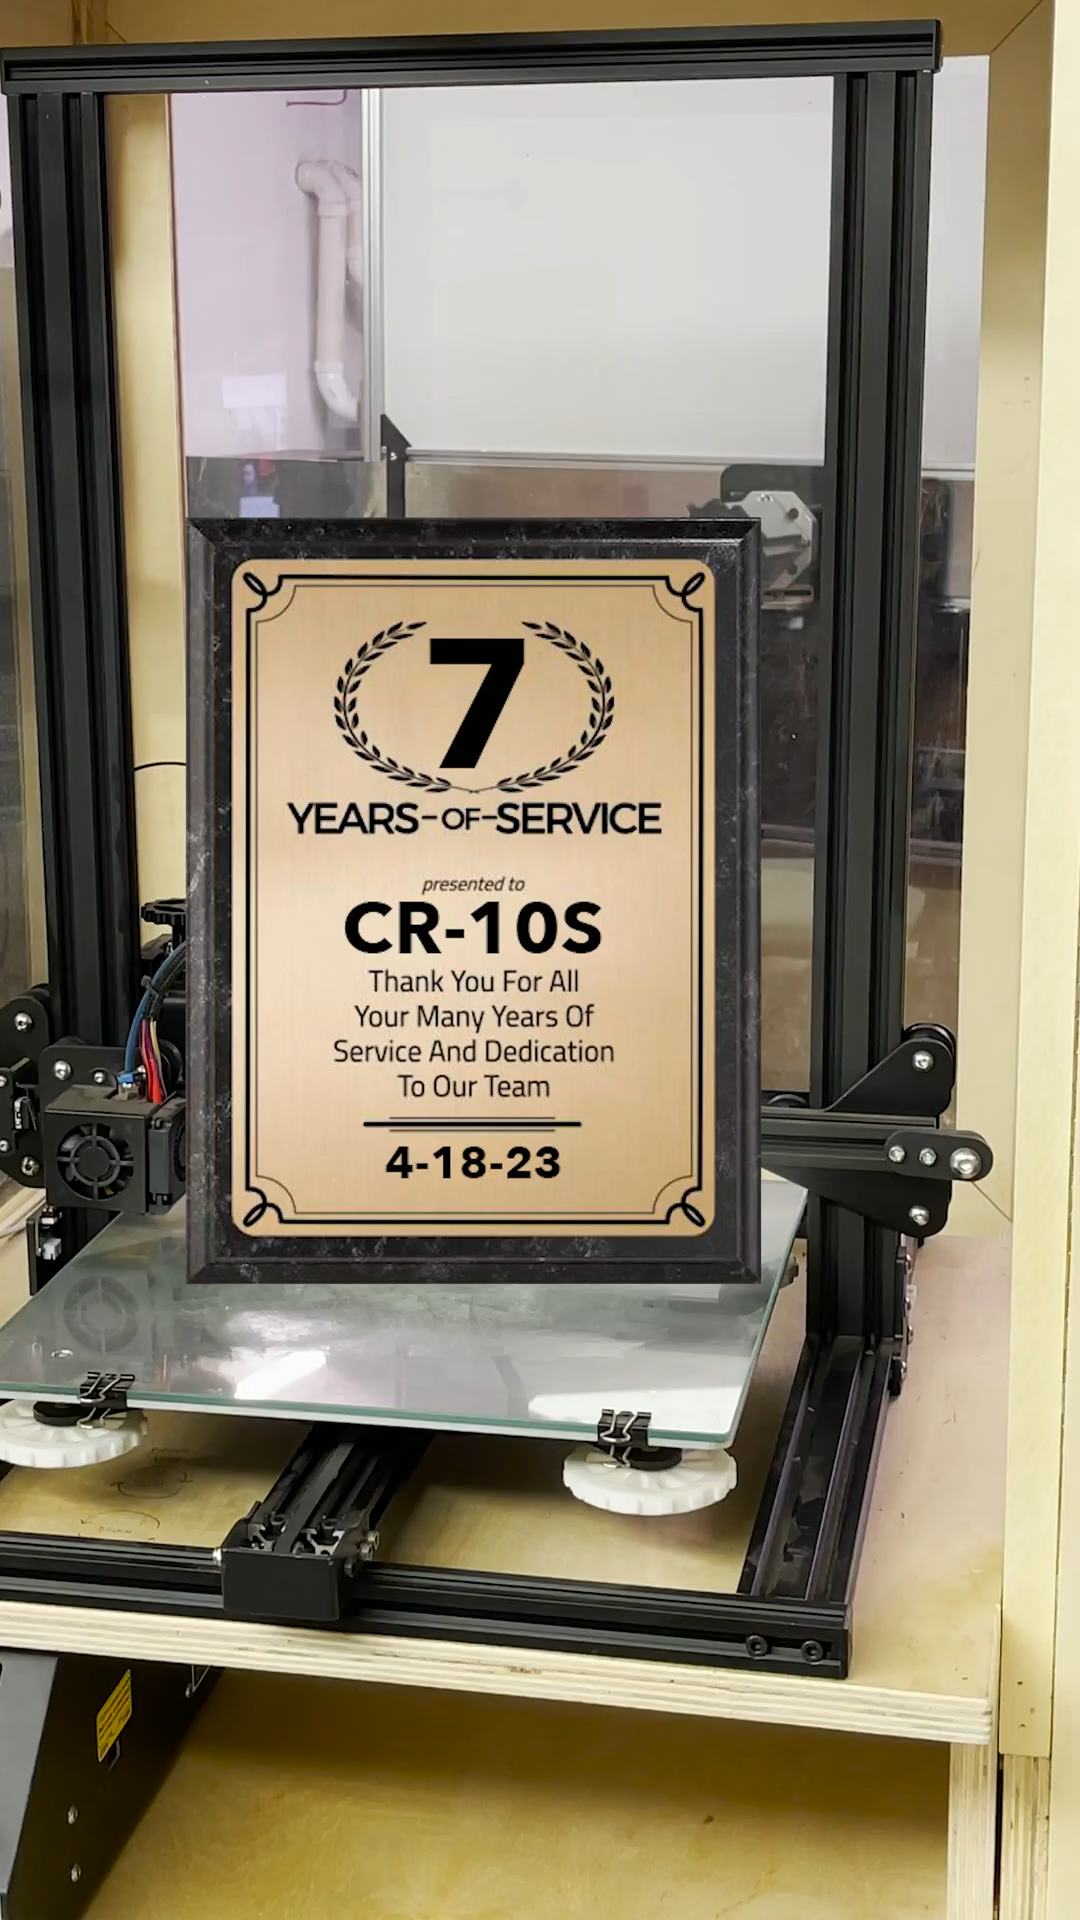 7
YEARS-OF-SERVICE
presented to
CR-10S
Thank You For All
Your Many Years Of
Service And Dedication
To Our Team
4-18-23